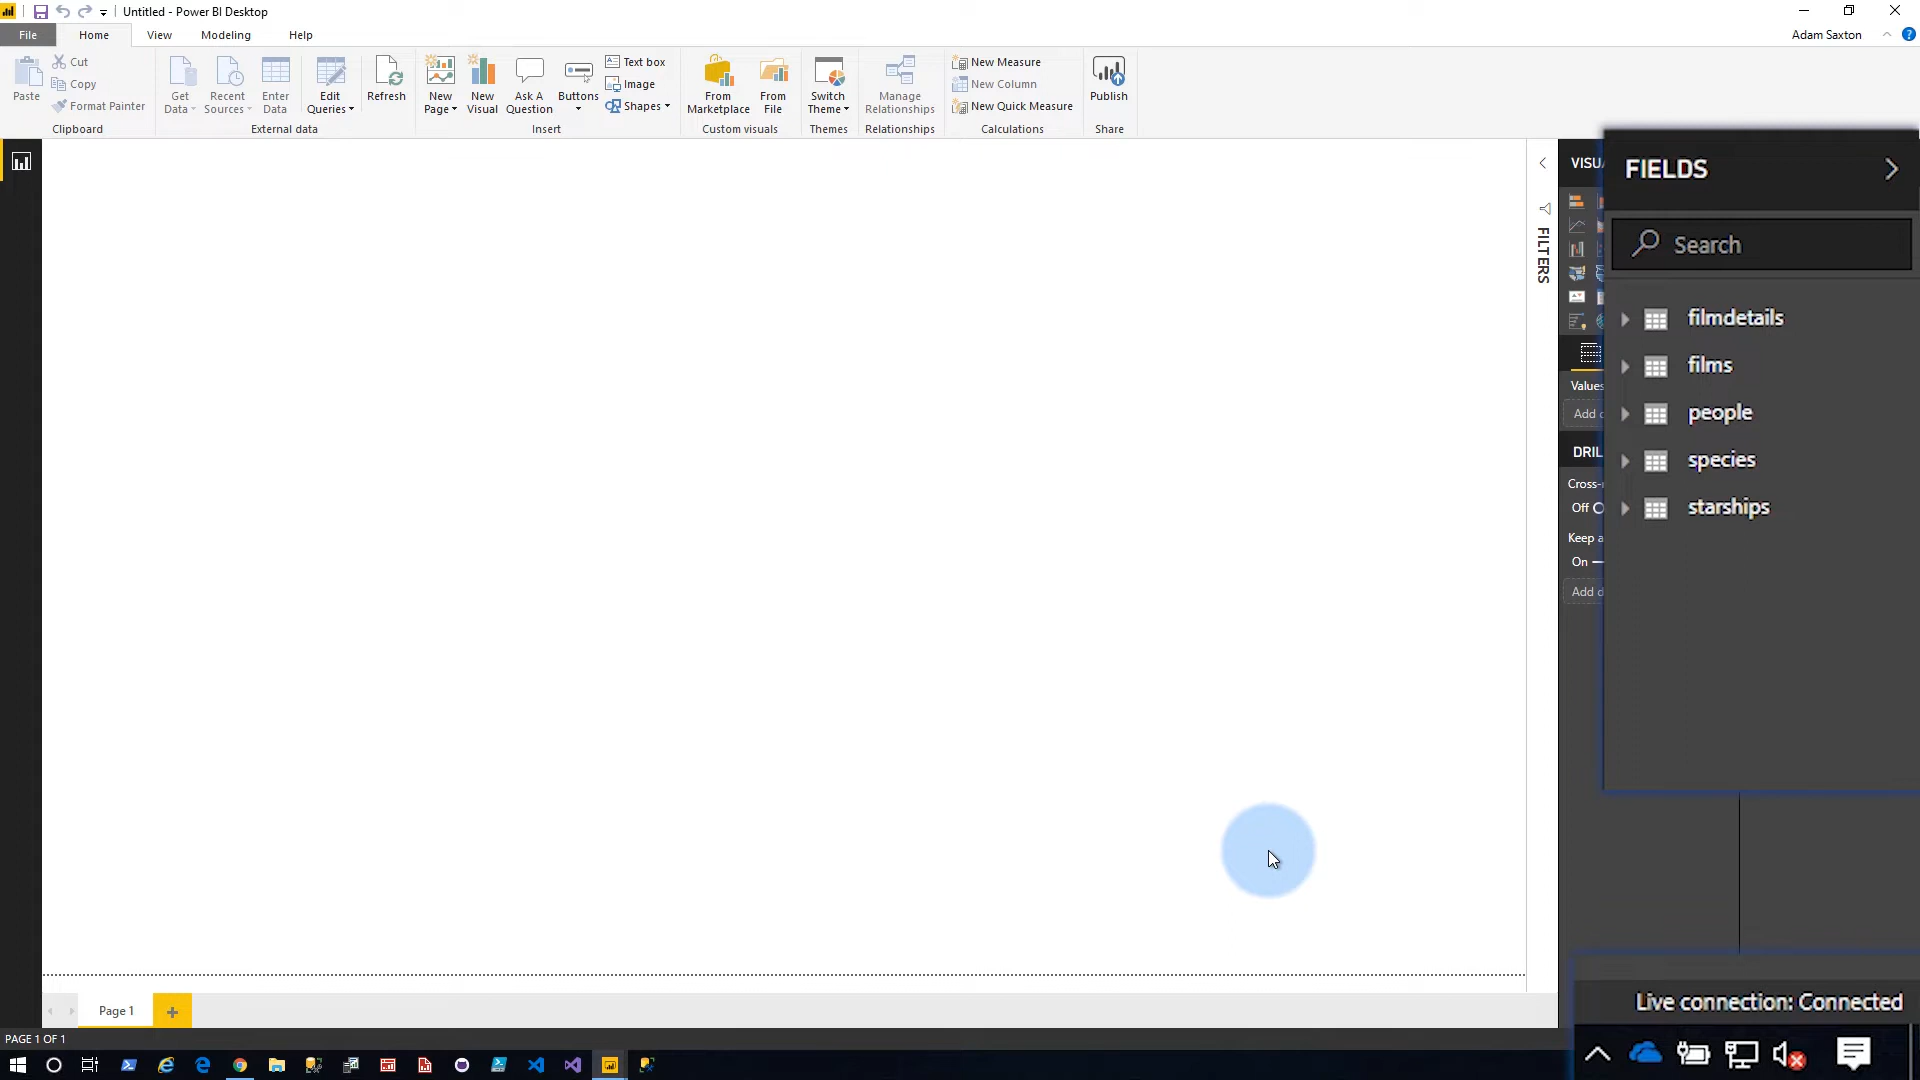 Untitled - Power BI Desktop
File
Home
View
Modeling
Help
Adam Saxton
Paste
Cut
Copy
Format Painter
Clipboard
Get Data
Recent Sources
Enter Data
External data
Edit Queries
Refresh
New Page
New Visual
Ask A Question
Buttons
Text box
Image
Shapes
Insert
From Marketplace
From File
Custom visuals
Switch Theme
Themes
Manage Relationships
Relationships
New Measure
New Column
New Quick Measure
Calculations
Publish
Share
FILTERS
VISU
Values
Add
DRIL
Cross-
Off
Keep a
On
Add d
FIELDS
Search
filmdetails
films
people
species
starships
Page 1
+
PAGE 1 OF 1
Live connection: Connected